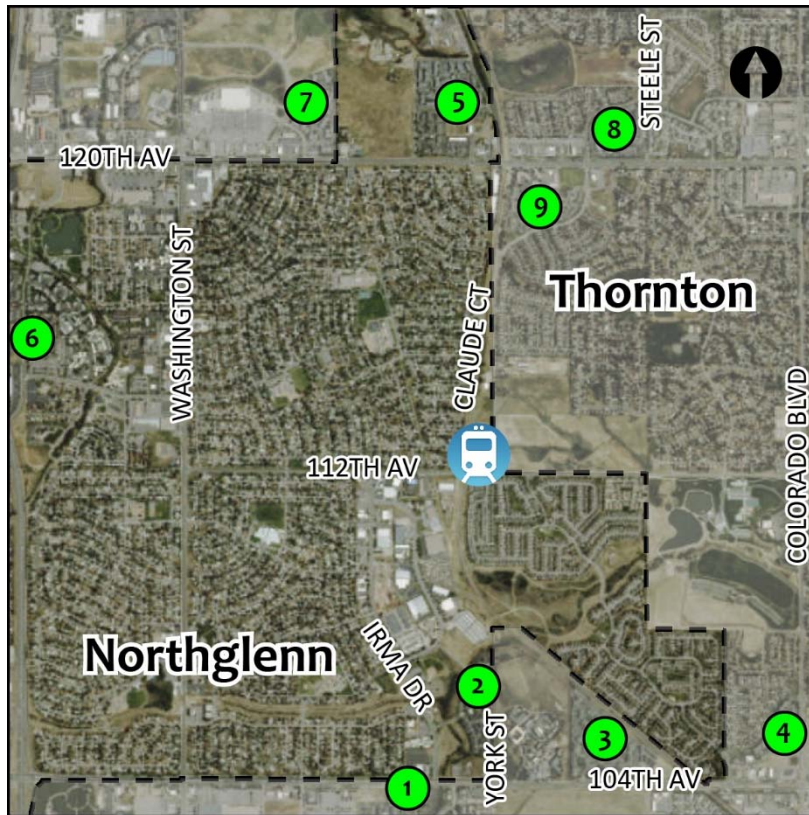 7
5
8
STEELE ST
120TH AV
9
WASHINGTON ST
Thornton
6
CLAUDE CT
COLORADO BLVD
112TH AV
Northglenn
IRMA DR
2
YORK ST
3
4
104TH AV
1